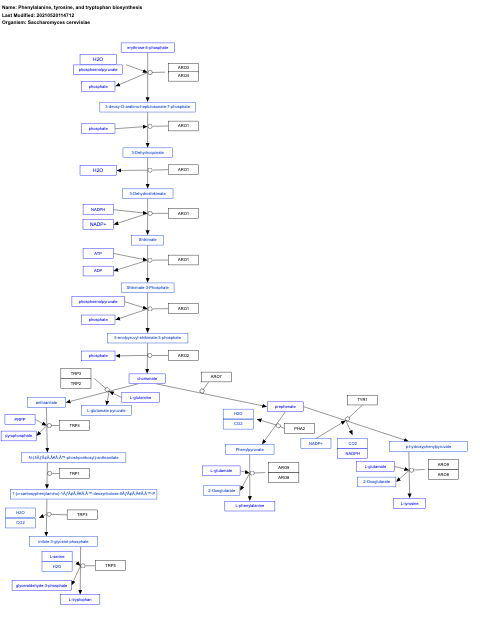 Name: Phenylalanine, tyrosine, and tryptophan biosynthesis
Last Modified: 20210520114712
Organism: Saccharomyces cerevisiae
erythrose-4-phosphate
H2O
phosphoenolpyruvate
ARO3
ARO4
phosphate
3-deoxy-D-arabino-heptulosonate-7-phosphate
phosphate
ARO1
3-Dehydroquinate
H2O
ARO1
3-Dehydroshikimate
NADPH
ARO1
NADP+
Shikimate
ATP
ARO1
ADP
Shikimate-3-Phosphate
phosphoenolpyruvate
ARO1
phosphate
5-enolpyruvylshikimate-3-phosphate
phosphate
ARO2
TRP3
TRP2
chorismate
ARO7
L-glutamine
anthranilate
L-glutamate pyruvate
prephenate
TYR1
PRPP
TRP4
pyrophosphate
H2O
CO2
PHA2
NADP+
CO2
NADPH
Phenylpyruvate
p-hydroxyphenylpyruvate
L-glutamate
ARO9
ARO8
2-Oxoglutarate
L-phenylalanine
L-glutamate
ARO9
ARO8
2-Oxoglutarate
L-tyrosine
TRP1
H2O
CO2
TRP3
indole-3-glycerol-phosphate
L-serine
H2O
TRP5
glyceraldehyde-3-phosphate
L-tryptophan